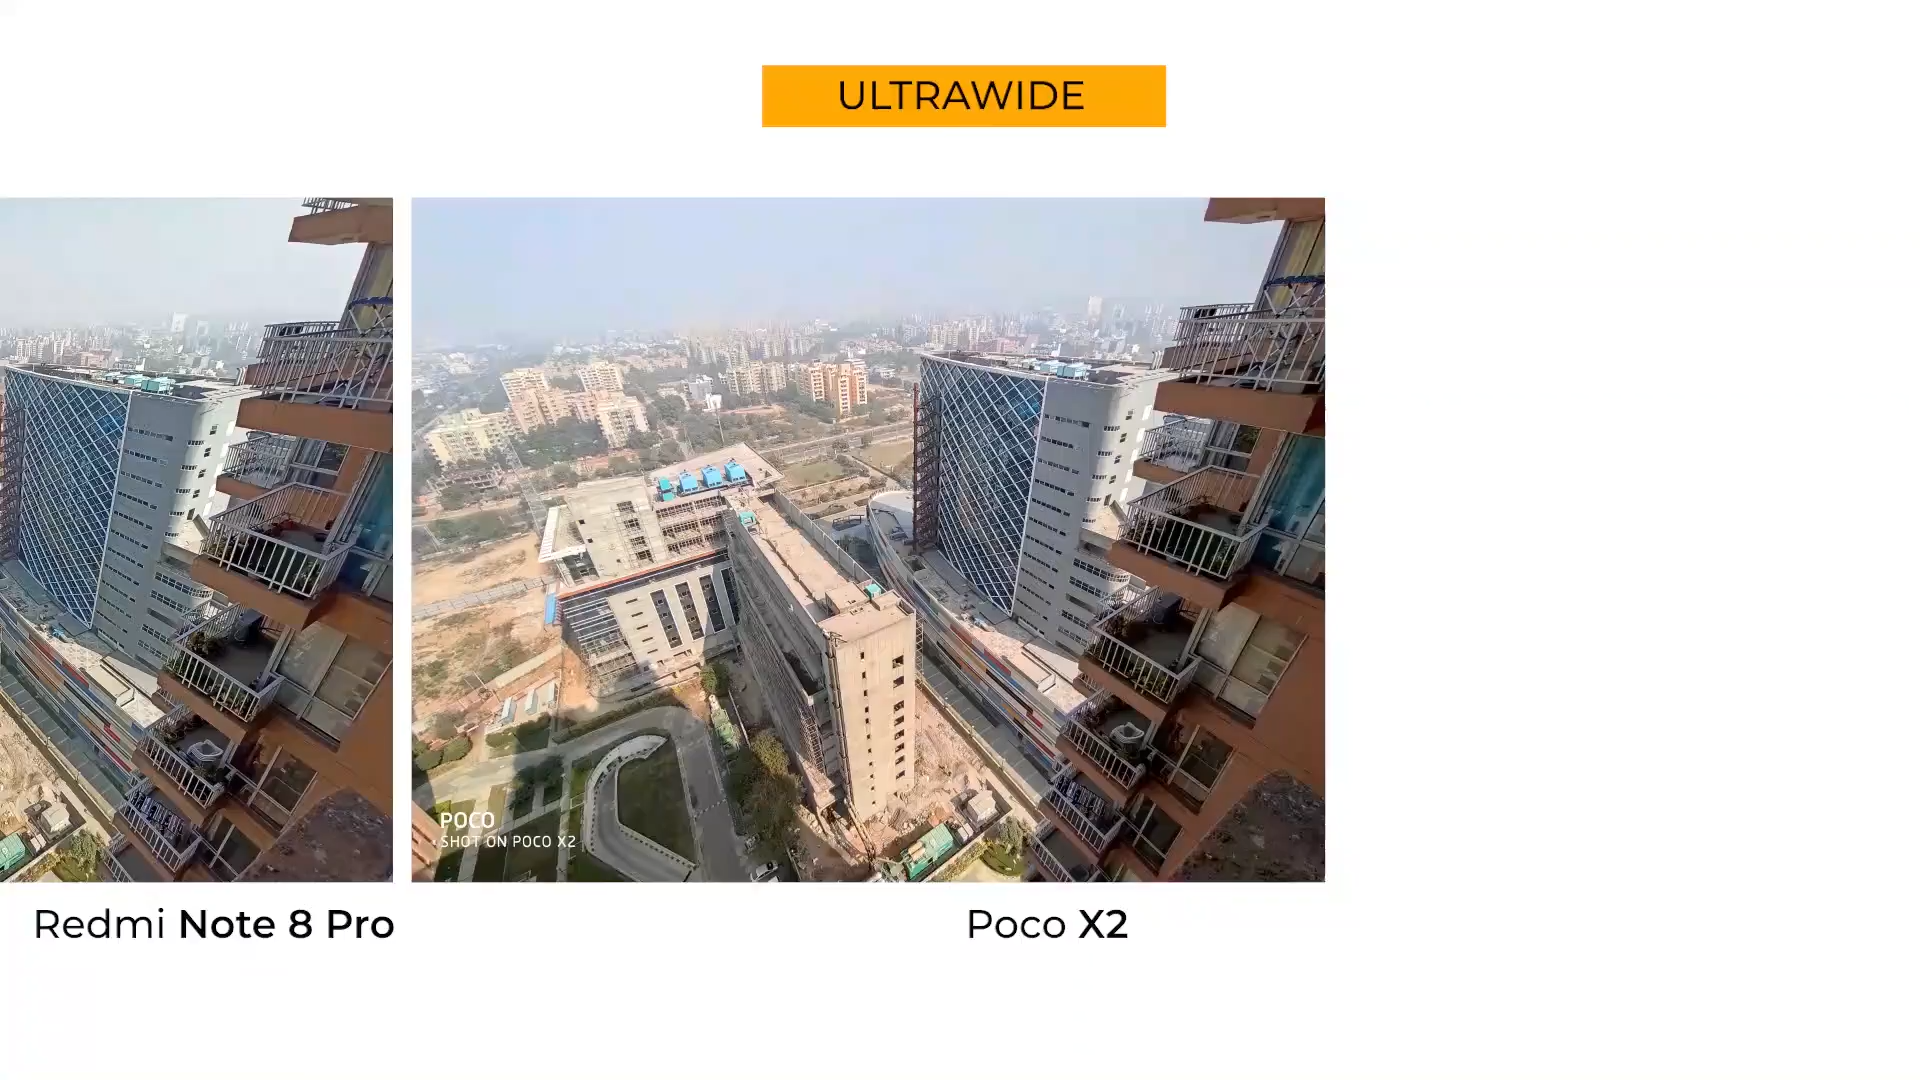 ULTRAWIDE
POCO
SHOT ON POCO X2
Redmi Note 8 Pro
Poco X2